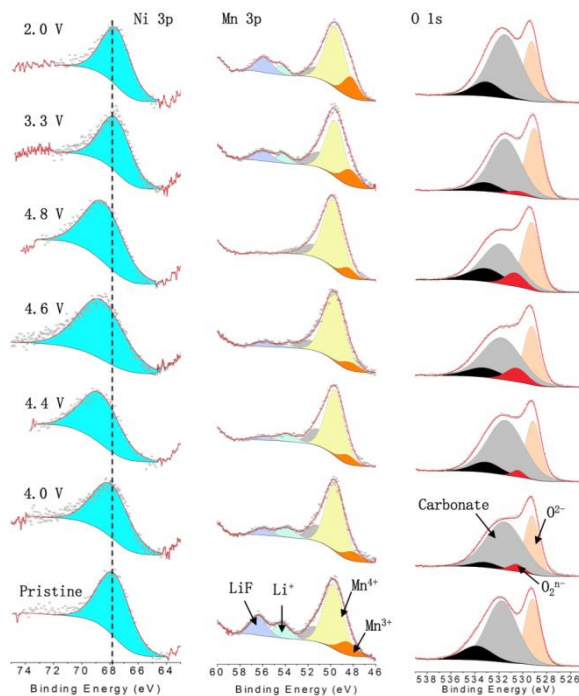 Ni 3p Mn 3p O 1s
2.0 V
3.3 V
4.8 V
4.6 V
4.4 V
4.0 V
Carbonate O²⁻
O₂ⁿ⁻
Pristine LiF Li⁺ Mn⁴⁺
Mn³⁺
74 72 70 68 66 64 60 58 56 54 52 50 48 46 538 536 534 532 530 528 526
Binding Energy (eV) Binding Energy (eV) Binding Energy (eV)